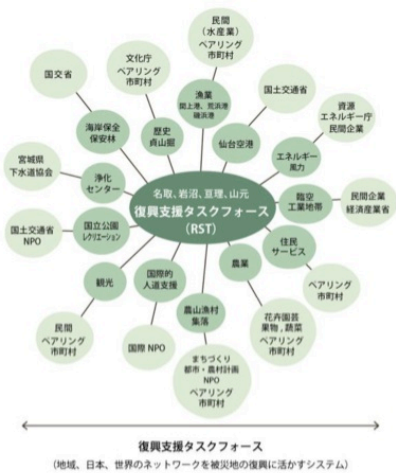 民間
(水産業)
ペアリング
市町村
文化庁
ペアリング
市町村
国交省
漁業
閖上港、荒浜港
磯浜港
国土交通省
海岸保全
保安林
歴史
貞山掘
仙台空港
資源
エネルギー庁
民間企業
エネルギー
風力
宮城県
下水道協会
浄化
センター
名取、岩沼、亘理、山元
復興支援タスクフォース
(RST)
臨空
工業地帯
民間企業
経済産業省
国土交通省
NPO
国立公園
レクリエーション
住民
サービス
観光
国際的
人道支援
農業
ペアリング
市町村
農山漁村
集落
民間
ペアリング
市町村
国際 NPO
花卉園芸
果物 , 蔬菜
ペアリング
市町村
まちづくり
都市・農村計画
NPO
ペアリング
市町村
復興支援タスクフォース
(地域、日本、世界のネットワークを被災地の復興に活かすシステム)